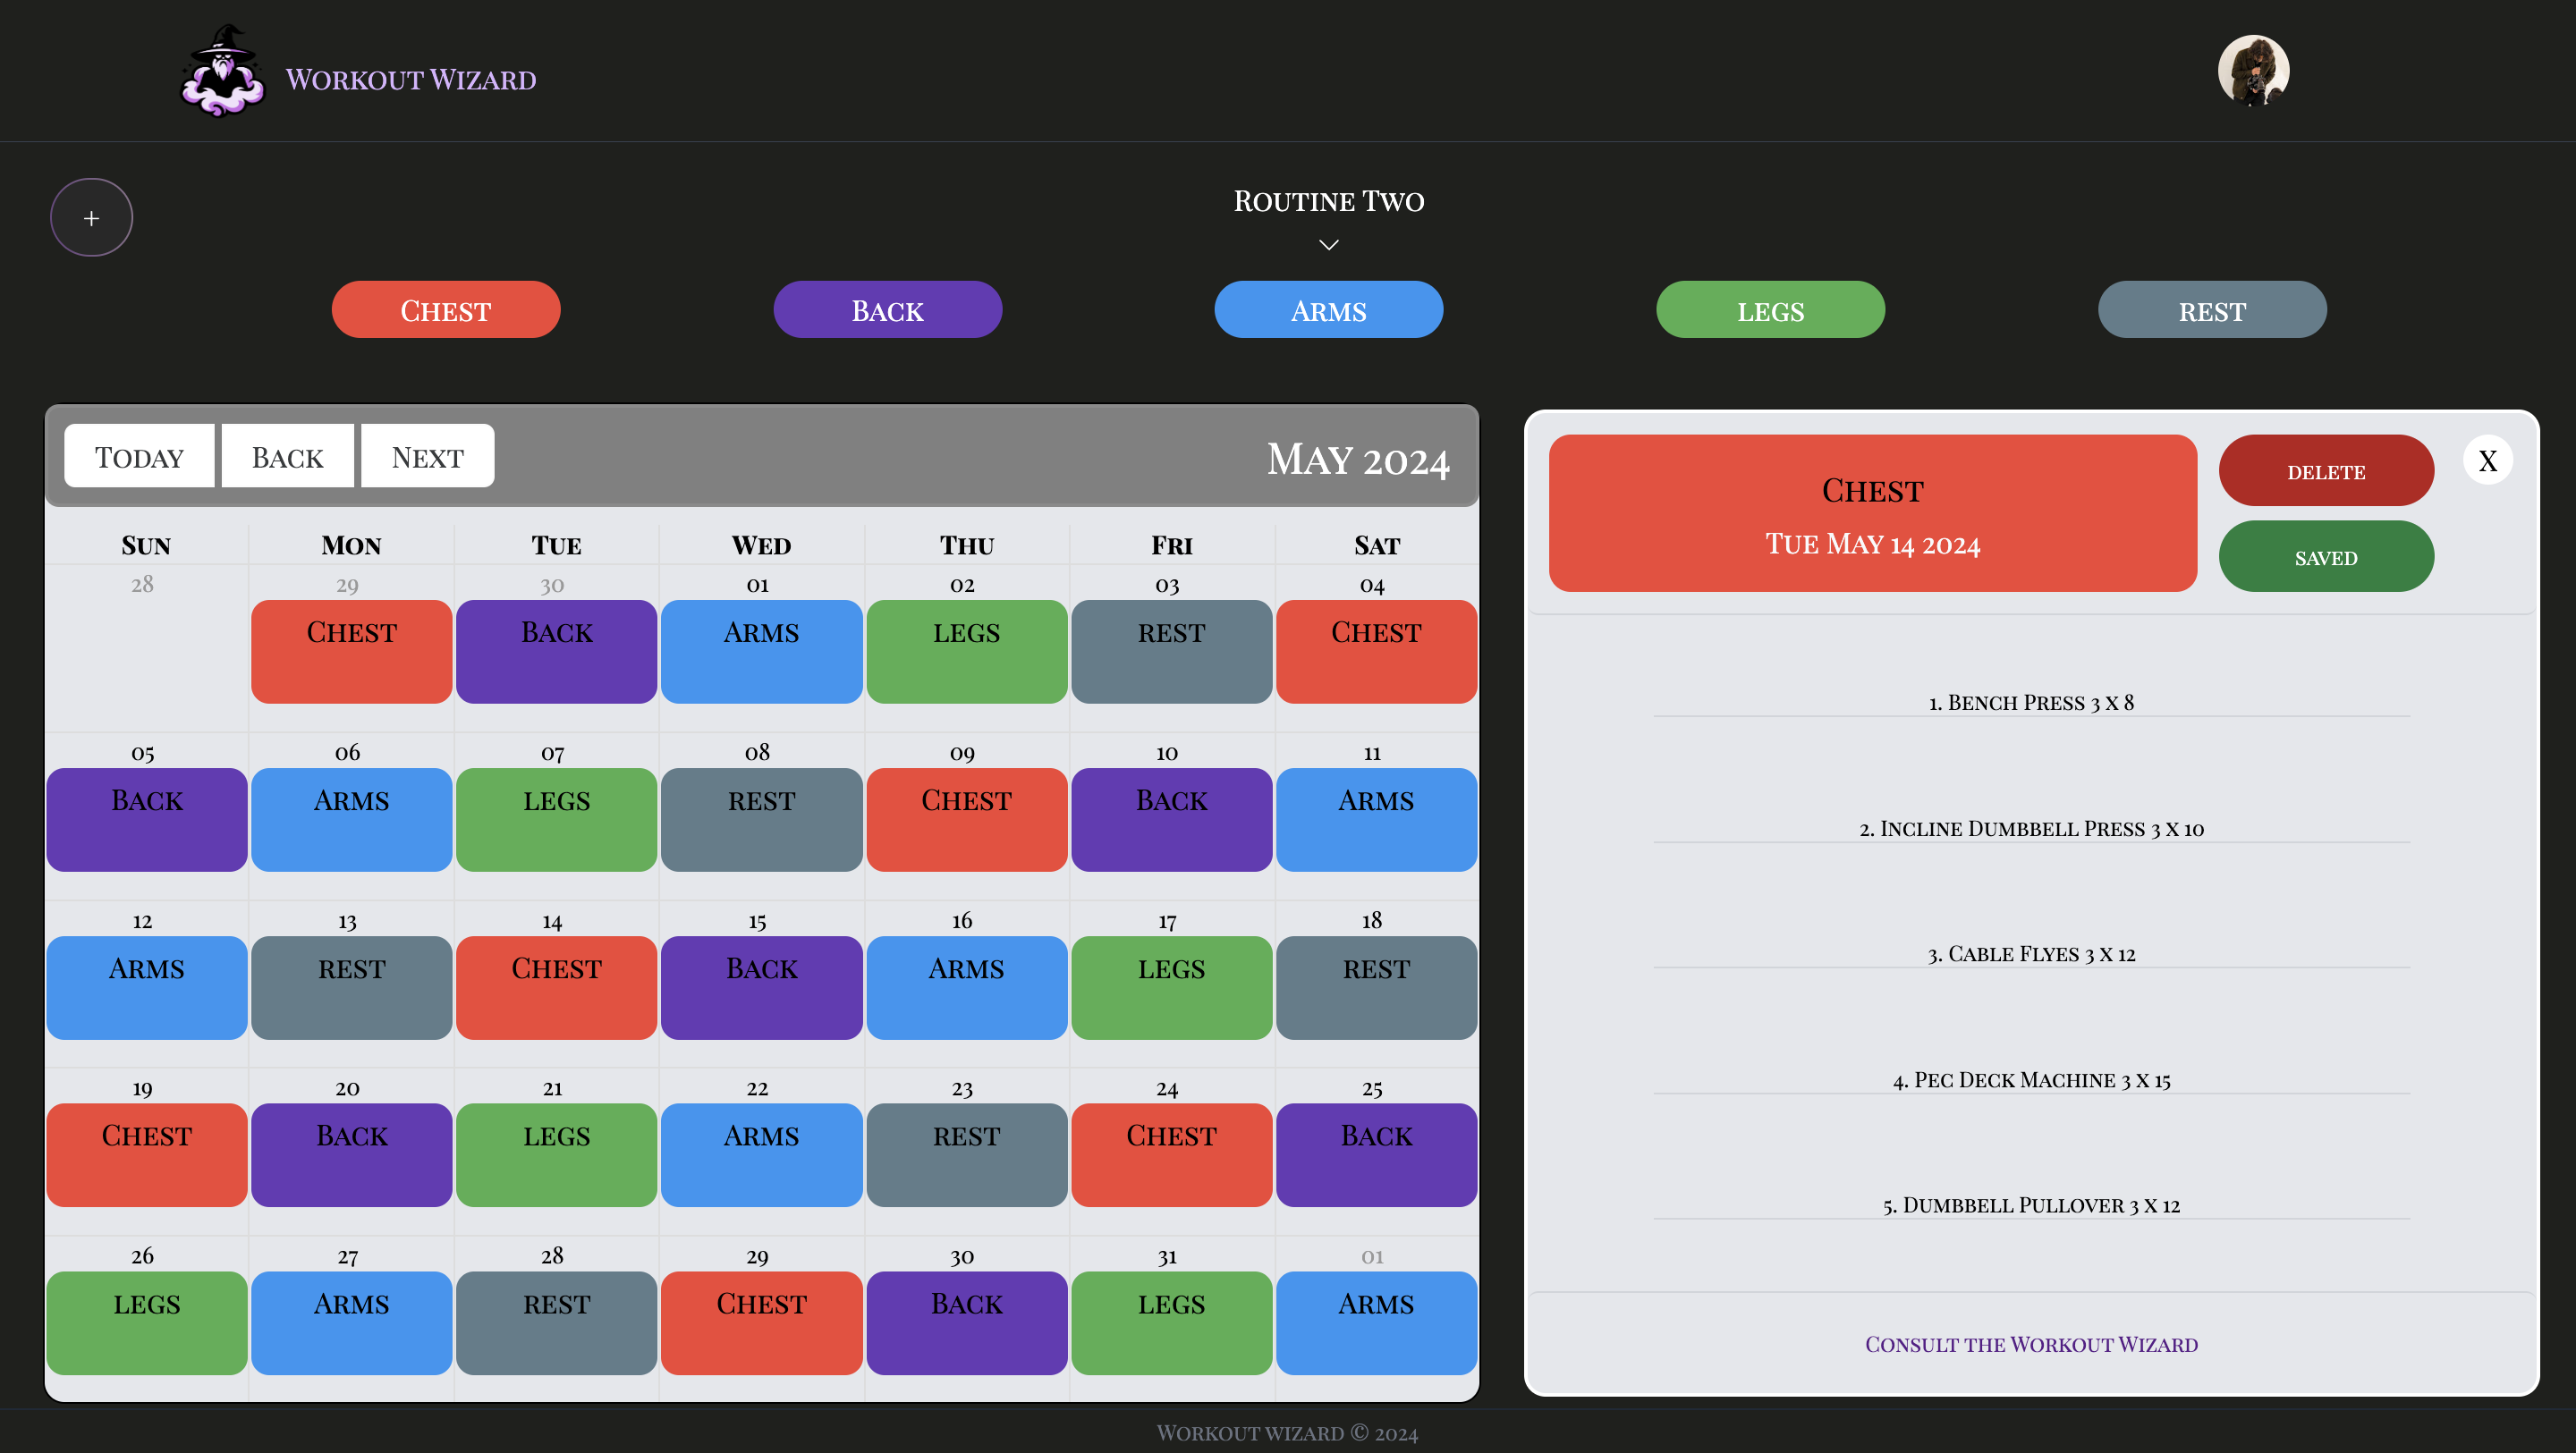 Workout Wizard
+
Routine Two
Chest Back Arms legs rest
Today Back Next May 2024
Sun Mon Tue Wed Thu Fri Sat
28 29 30 01 02 03 04
Chest Back Arms legs rest Chest
05 06 07 08 09 10 11
Back Arms legs rest Chest Back Arms
12 13 14 15 16 17 18
Arms rest Chest Back Arms legs rest
19 20 21 22 23 24 25
Chest Back legs Arms rest Chest Back
26 27 28 29 30 31 01
legs Arms rest Chest Back legs Arms
Chest
Tue May 14 2024
delete
saved
X
1. Bench Press 3 x 8
2. Incline Dumbbell Press 3 x 10
3. Cable Flyes 3 x 12
4. Pec Deck Machine 3 x 15
5. Dumbbell Pullover 3 x 12
Consult the Workout Wizard
Workout wizard © 2024